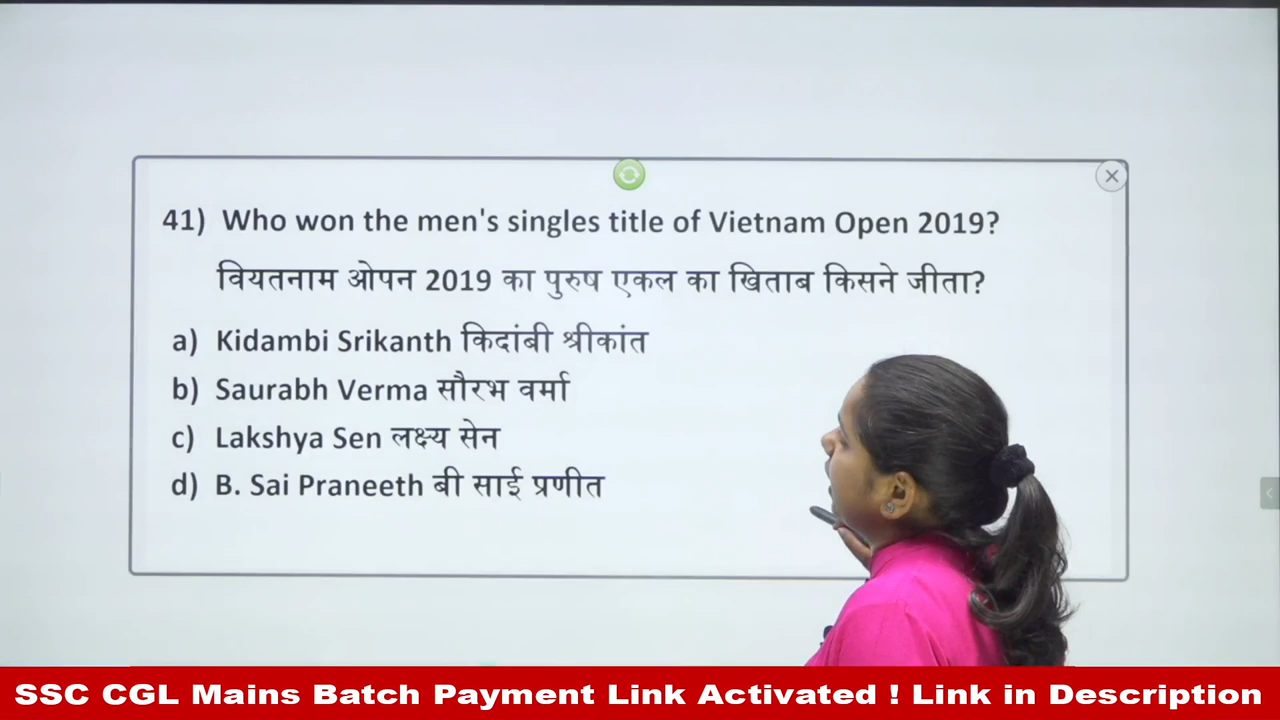 41) Who won the men's singles title of Vietnam Open 2019?
वियतनाम ओपन 2019 का पुरुष एकल का खिताब किसने जीता?
a) Kidambi Srikanth किदांबी श्रीकांत
b) Saurabh Verma सौरभ वर्मा
c) Lakshya Sen लक्ष्य सेन
d) B. Sai Praneeth बी साई प्रणीत
SSC CGL Mains Batch Payment Link Activated ! Link in Description